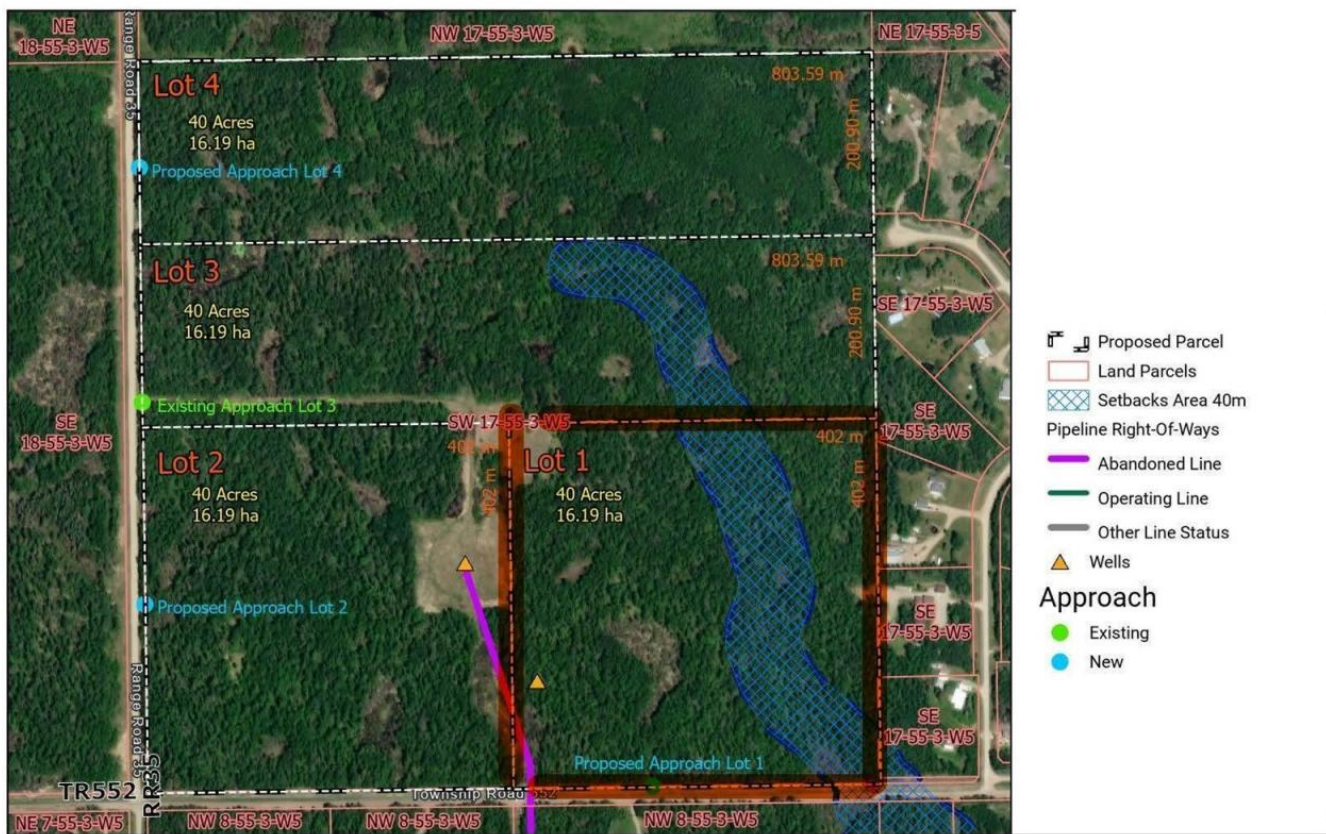 NE
18-55-3-W5
Range Road 35
NW 17-55-3-W5
NE 17-55-3-5
Lot 4
803.59 m
40 Acres
16.19 ha
200.90 m
Proposed Approach Lot 4
Lot 3
803.59 m
40 Acres
16.19 ha
SE 17-55-3-W5
200.90 m
Existing Approach Lot 3
SE
18-55-3-W5
SW 17-55-3-W5
SE
17-55-3-W5
Lot 2
402 m
Lot 1
402 m
40 Acres
16.19 ha
402 m
40 Acres
16.19 ha
402 m
Proposed Approach Lot 2
SE
17-55-3-W5
Range Road 35
SE
17-55-3-W5
Proposed Approach Lot 1
TR552
RR35
Township Road 552
NE 7-55-3-W5
NW 8-55-3-W5
NW 8-55-3-W5
NW 8-55-3-W5
Proposed Parcel
Land Parcels
Setbacks Area 40m
Pipeline Right-Of-Ways
Abandoned Line
Operating Line
Other Line Status
Wells
Approach
Existing
New